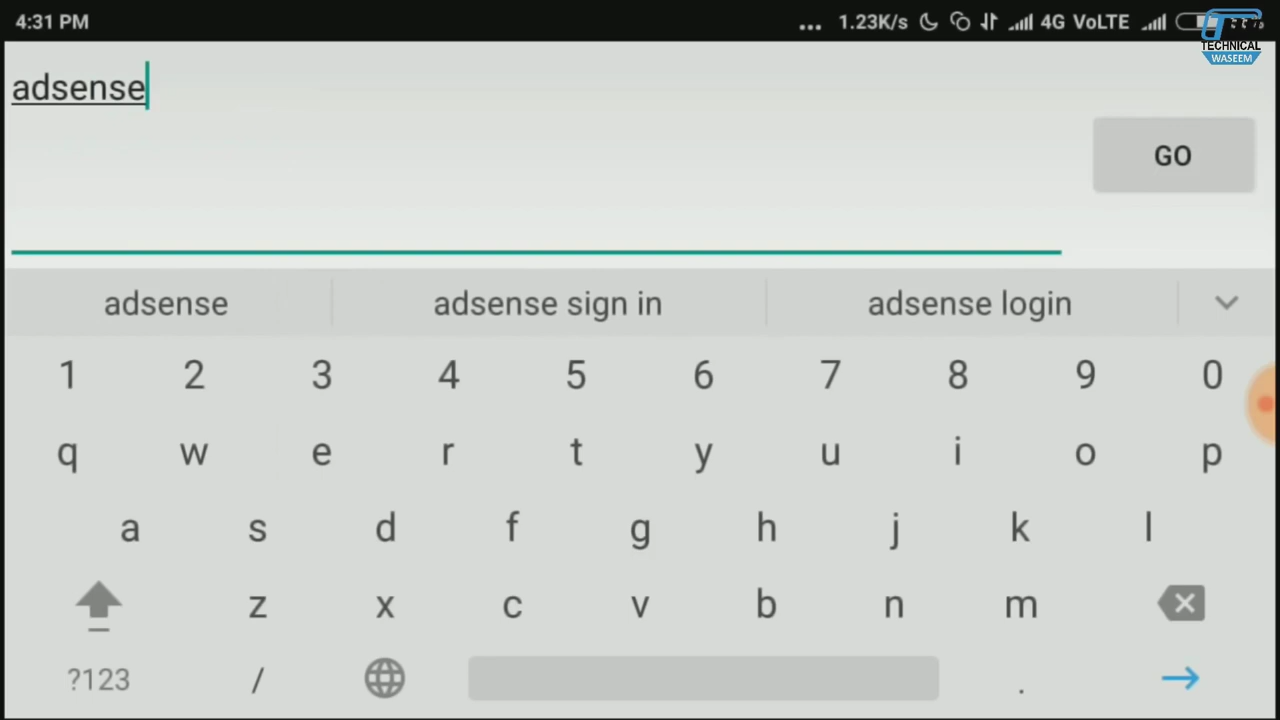 4:31 PM
... 1.23K/s 4G VoLTE
TECHNICAL
WASEEM
adsense
GO
adsense adsense sign in adsense login
1 2 3 4 5 6 7 8 9 0
q w e r t y u i o p
a s d f g h j k l
z x c v b n m
?123 / .